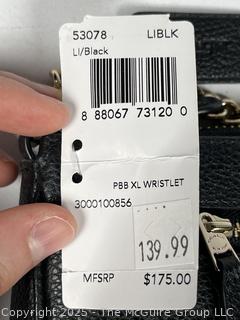 53078 LIBLK
LI/Black
8 88067 73120 0
PBB XL WRISTLET
3000100856
139.99
MFSRP $175.00
Copyright 2025 - The McGuire Group, LLC